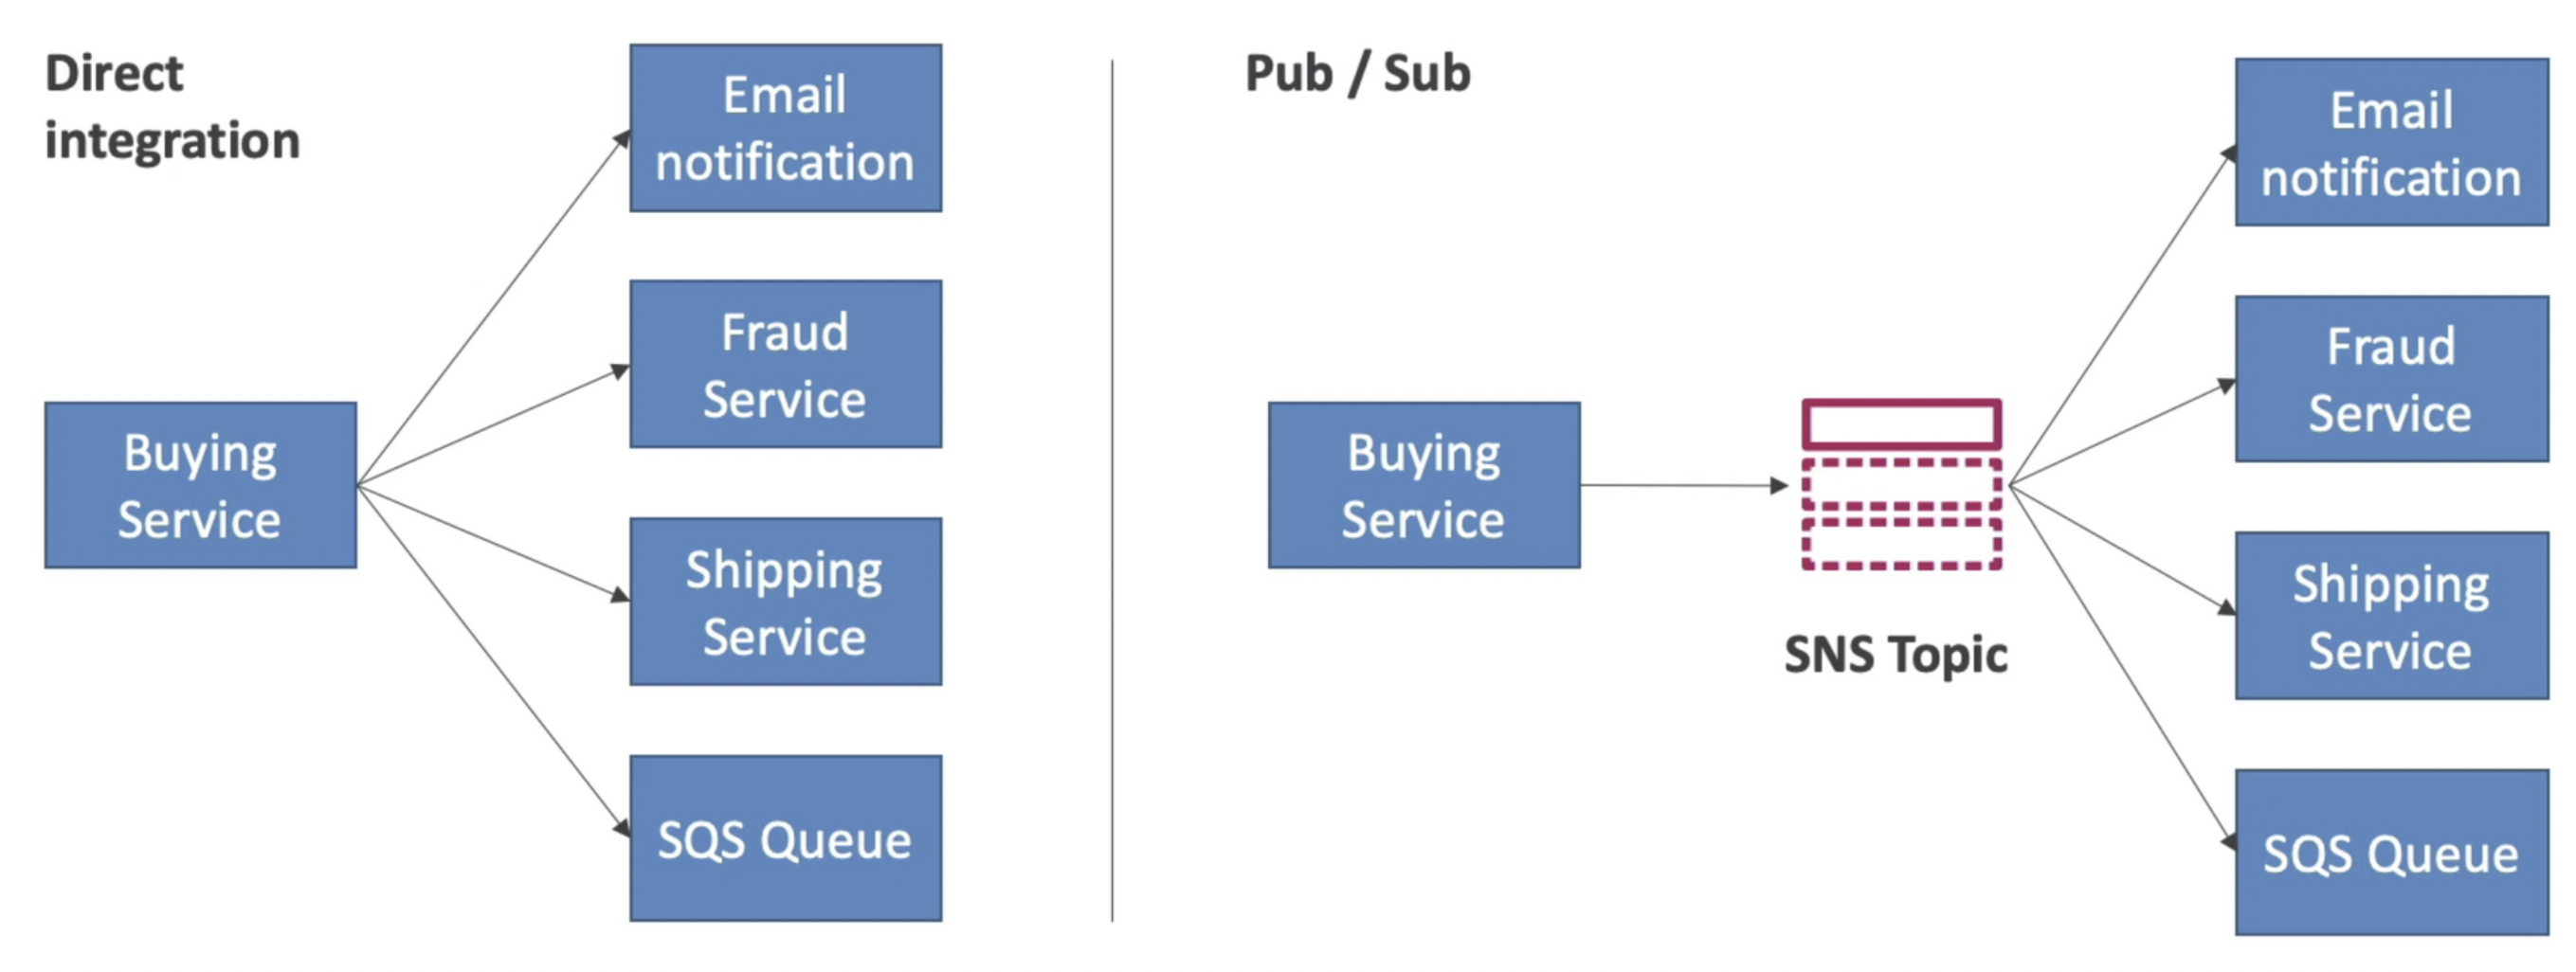 Direct
integration
Email
notification
Fraud
Service
Buying
Service
Shipping
Service
SQS Queue
Pub / Sub
Buying
Service
SNS Topic
Email
notification
Fraud
Service
Shipping
Service
SQS Queue